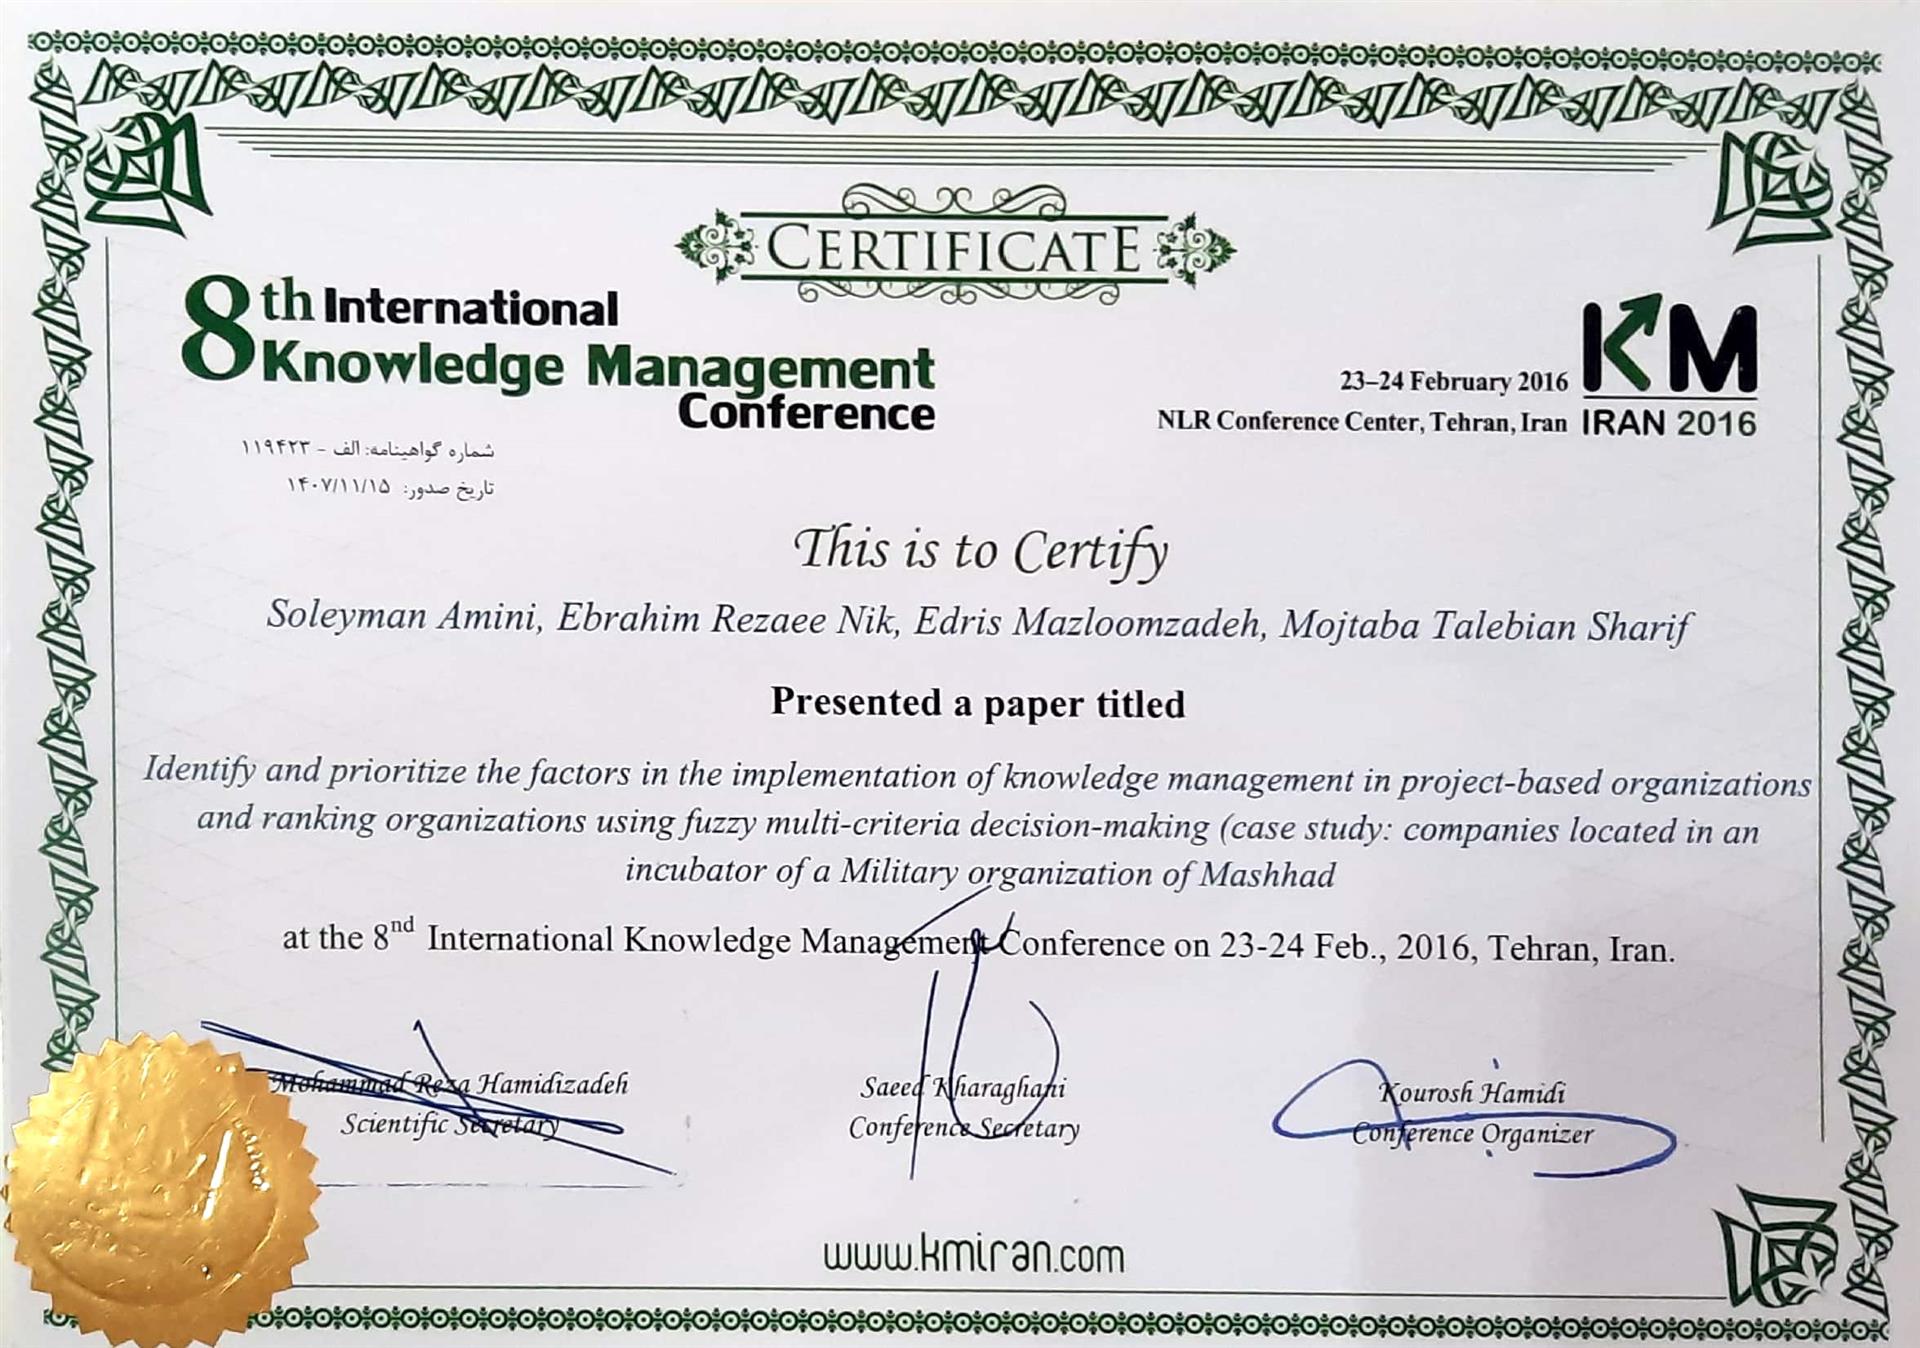 CERTIFICATE
8th International
Knowledge Management
Conference
KM
23–24 February 2016
NLR Conference Center, Tehran, Iran IRAN 2016
شماره گواهینامه: الف - ۱۱۹۴۲۳
تاریخ صدور: ۱۴۰۷/۱۱/۱۵
This is to Certify
Soleyman Amini, Ebrahim Rezaee Nik, Edris Mazloomzadeh, Mojtaba Talebian Sharif
Presented a paper titled
Identify and prioritize the factors in the implementation of knowledge management in project-based organizations
and ranking organizations using fuzzy multi-criteria decision-making (case study: companies located in an
incubator of a Military organization of Mashhad
at the 8nd International Knowledge Management Conference on 23-24 Feb., 2016, Tehran, Iran.
Mohammad Reza Hamidizadeh
Scientific Secretary
Saeed Kharaghani
Conference Secretary
Kourosh Hamidi
Conference Organizer
www.kmiran.com